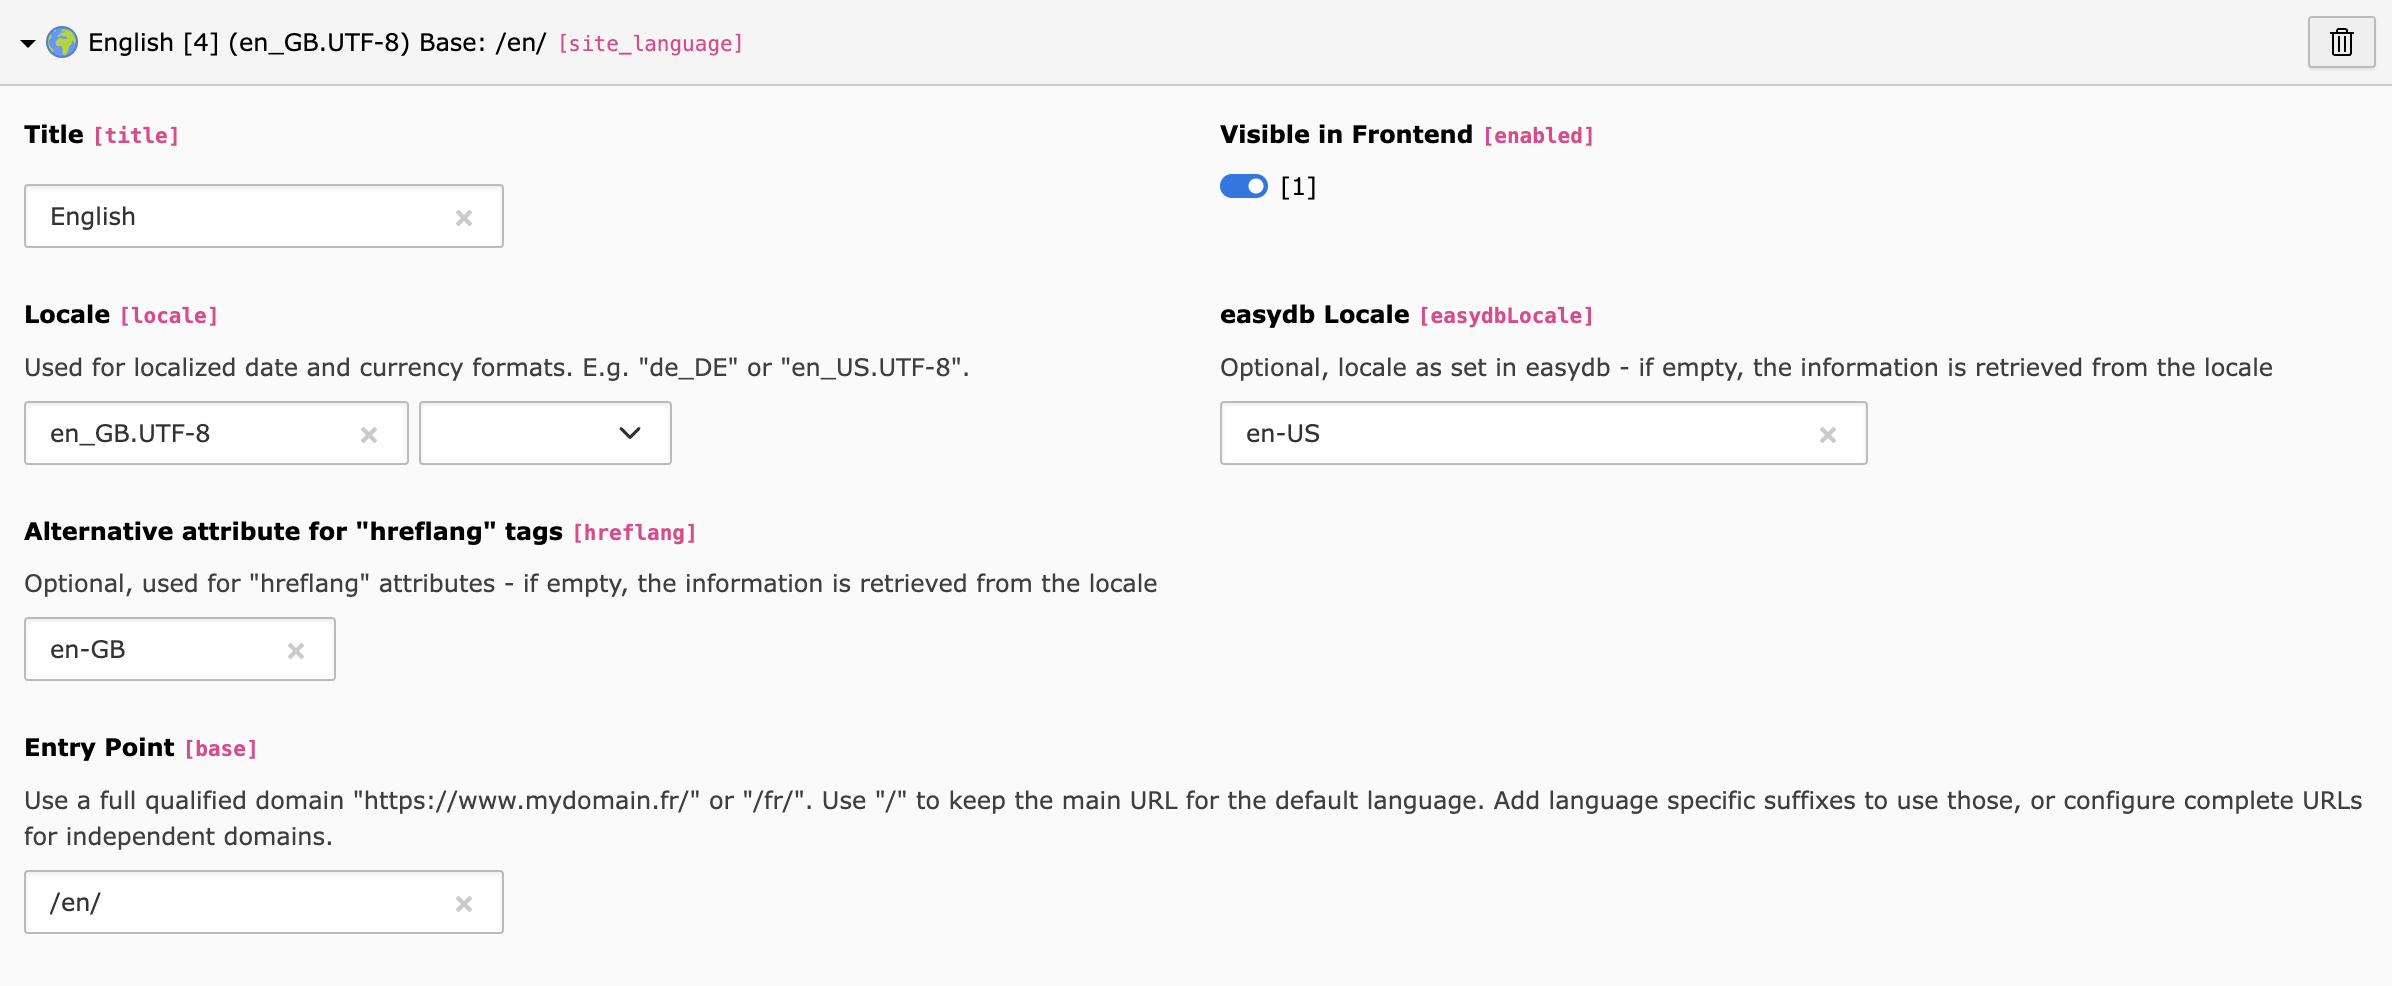 English [4] (en_GB.UTF-8) Base: /en/ [site_language]
Title [title]
English
Visible in Frontend [enabled]
[1]
Locale [locale]
Used for localized date and currency formats. E.g. "de_DE" or "en_US.UTF-8".
en_GB.UTF-8
easydb Locale [easydbLocale]
Optional, locale as set in easydb - if empty, the information is retrieved from the locale
en-US
Alternative attribute for "hreflang" tags [hreflang]
Optional, used for "hreflang" attributes - if empty, the information is retrieved from the locale
en-GB
Entry Point [base]
Use a full qualified domain "https://www.mydomain.fr/" or "/fr/". Use "/" to keep the main URL for the default language. Add language specific suffixes to use those, or configure complete URLs
for independent domains.
/en/